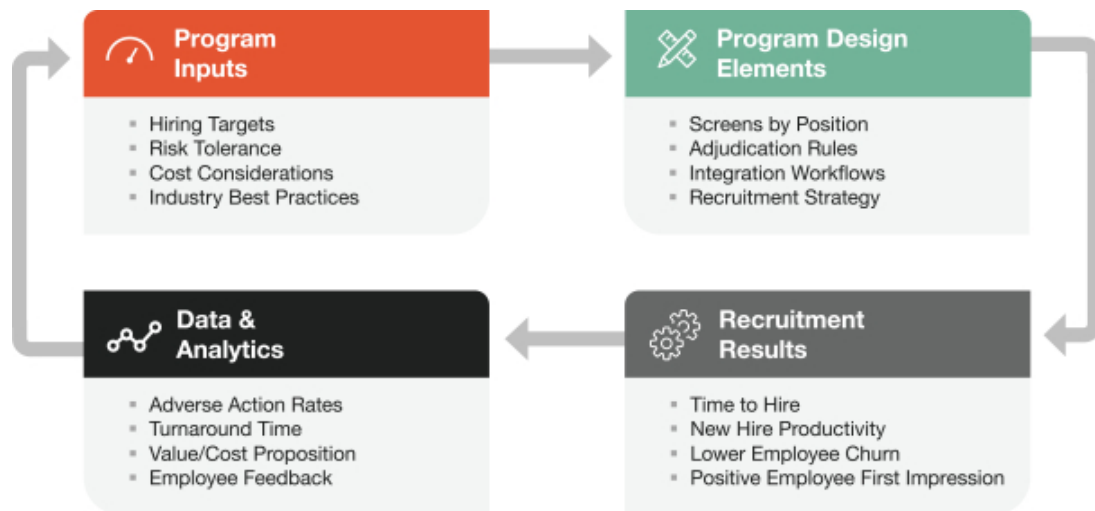 Program
Inputs
Hiring Targets
Risk Tolerance
Cost Considerations
Industry Best Practices
Program Design
Elements
Screens by Position
Adjudication Rules
Integration Workflows
Recruitment Strategy
Data &
Analytics
Adverse Action Rates
Turnaround Time
Value/Cost Proposition
Employee Feedback
Recruitment
Results
Time to Hire
New Hire Productivity
Lower Employee Churn
Positive Employee First Impression